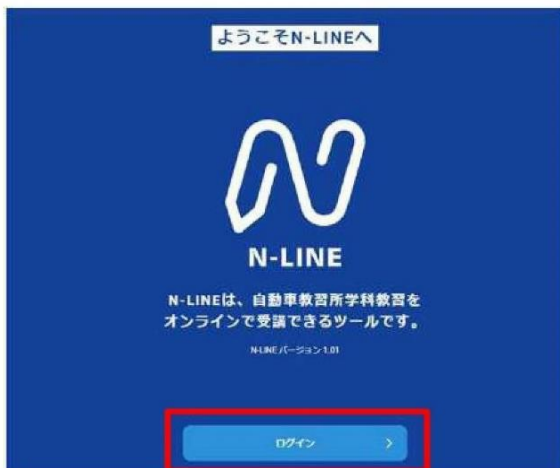 ようこそN-LINEへ
N-LINE
N-LINEは、自動車教習所学科教習を
オンラインで受講できるツールです。
N-LINE バージョン 1.01
ログイン